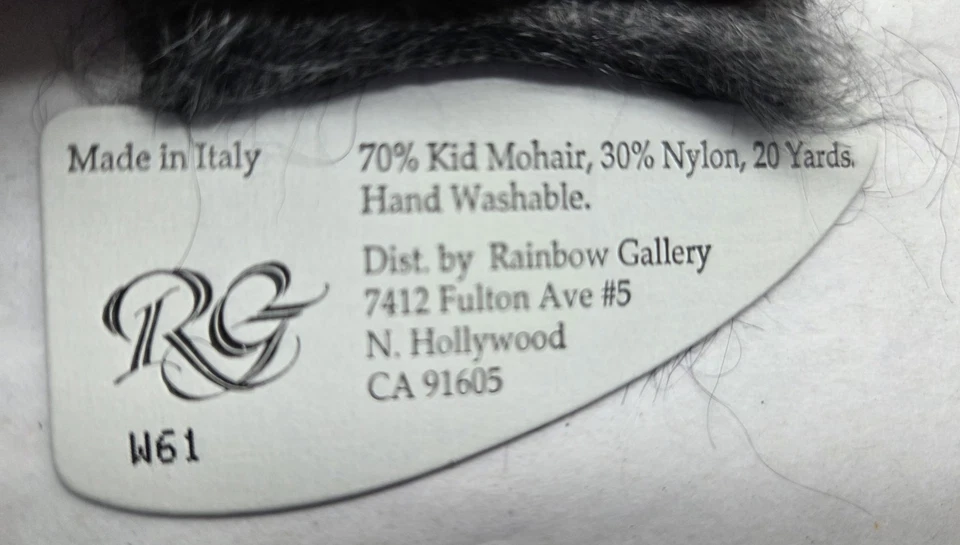 Made in Italy
70% Kid Mohair, 30% Nylon, 20 Yards.
Hand Washable.
Dist. by Rainbow Gallery
7412 Fulton Ave #5
N. Hollywood
CA 91605
RG
W61